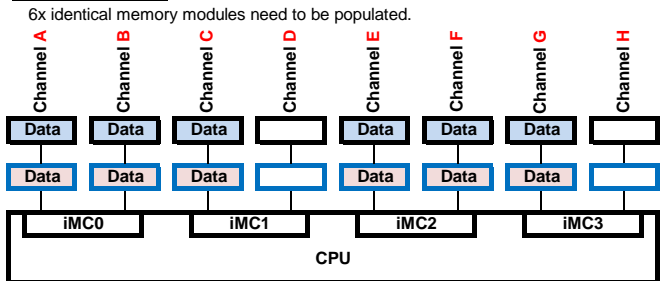 6x identical memory modules need to be populated.
Channel A
Channel B
Channel C
Channel D
Channel E
Channel F
Channel G
Channel H
Data Data Data Data Data Data
Data Data Data Data Data Data
iMC0 iMC1 iMC2 iMC3
CPU